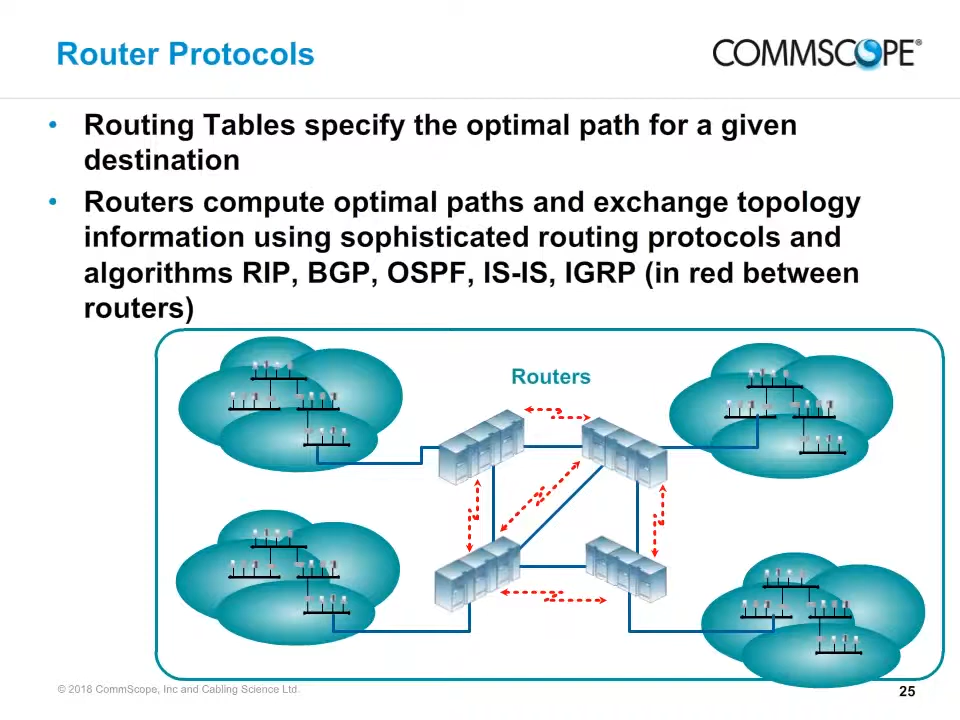 Router Protocols
COMMSCOPE®
• Routing Tables specify the optimal path for a given
destination
• Routers compute optimal paths and exchange topology
information using sophisticated routing protocols and
algorithms RIP, BGP, OSPF, IS-IS, IGRP (in red between
routers)
Routers
© 2018 CommScope, Inc and Cabling Science Ltd.
25